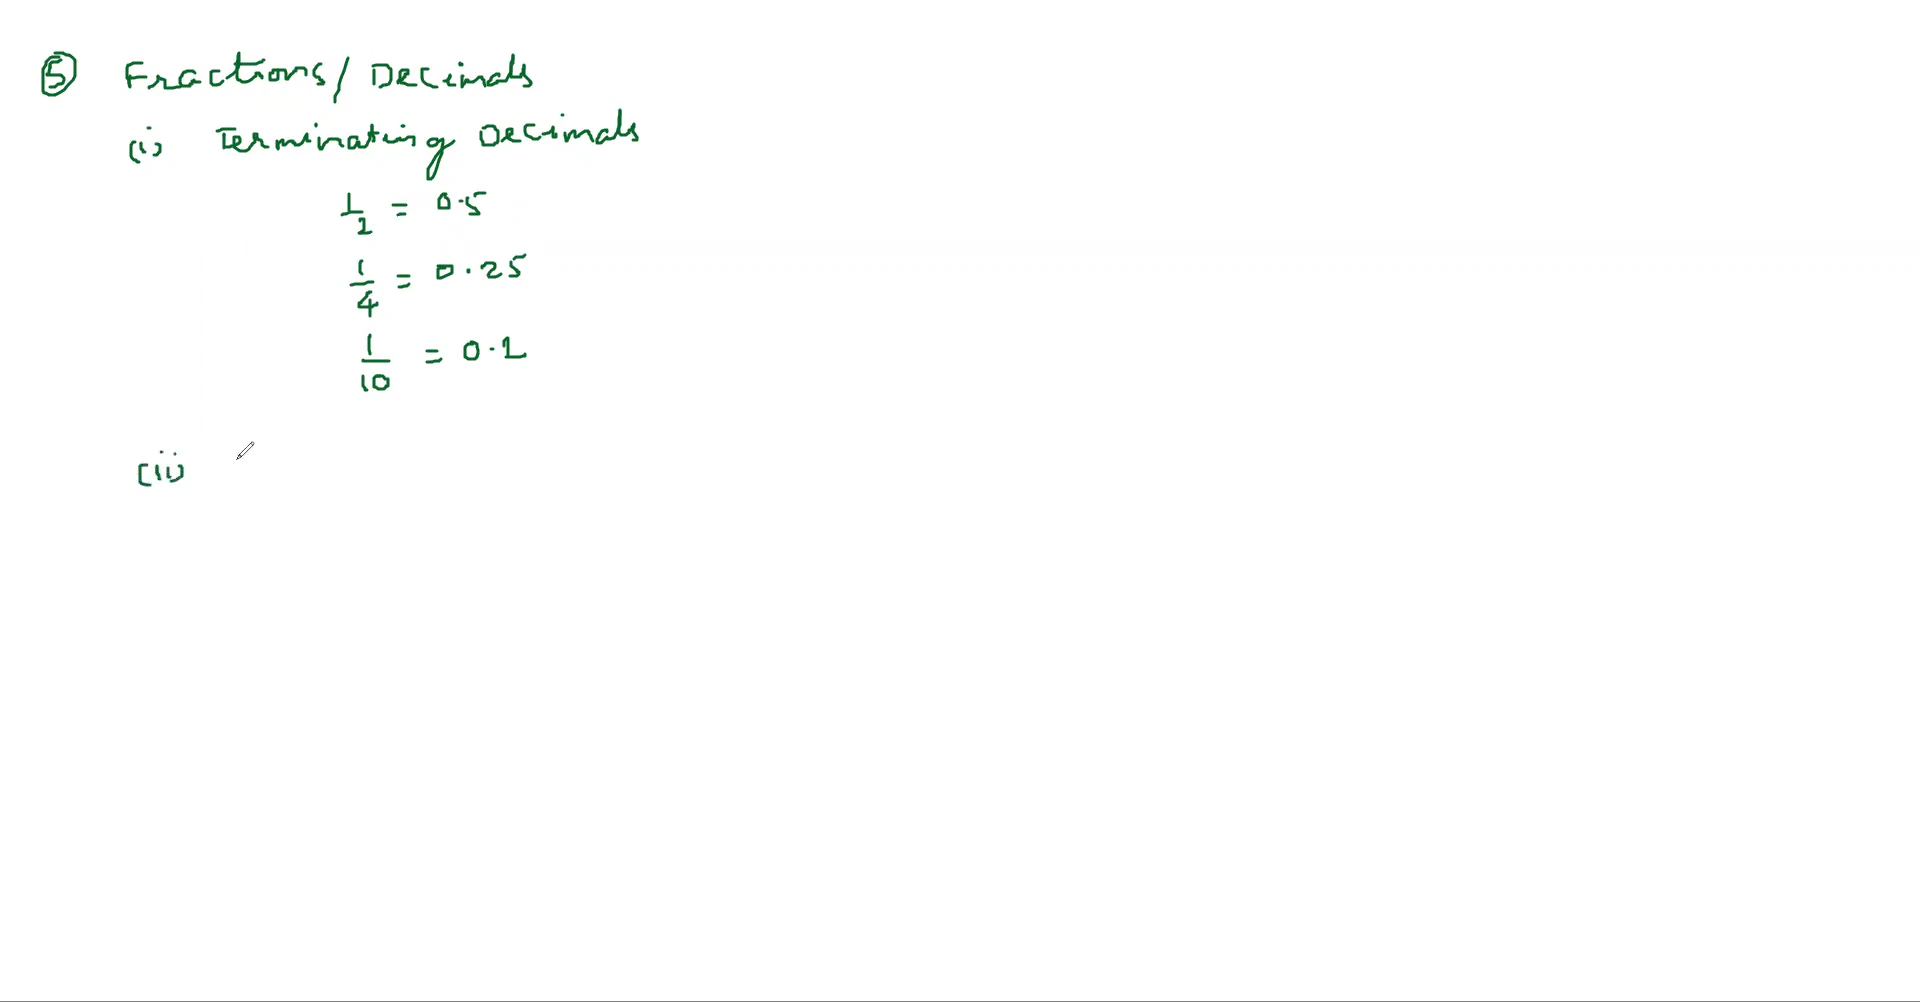 5 Fractions/Decimals
(i) Terminating Decimals
1/2 = 0.5
1/4 = 0.25
1/10 = 0.1
(ii)